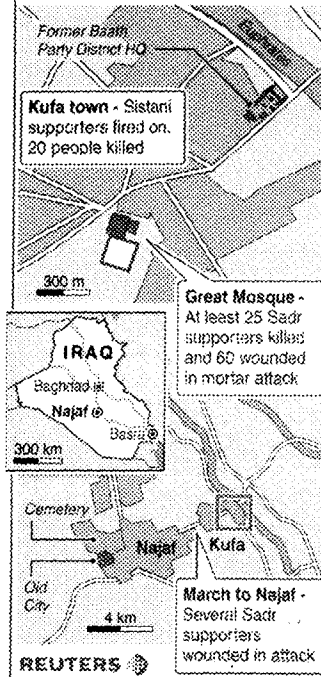 Former Baath
Party District HQ
Euphrates
Kufa town - Sistani
supporters fired on.
20 people killed
300 m
Great Mosque -
At least 25 Sadr
supporters killed
and 60 wounded
in mortar attack
IRAQ
Baghdad
Najaf
Basra
300 km
Cemetery
Najaf
Kufa
Old
City
March to Najaf -
Several Sadr
supporters
wounded in attack
4 km
REUTERS